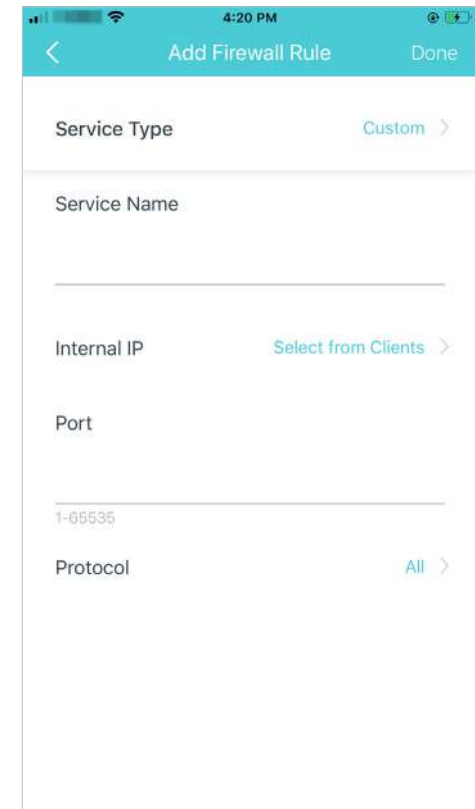 4:20 PM
Add Firewall Rule Done
Service Type Custom
Service Name
Internal IP Select from Clients
Port
1-65535
Protocol All